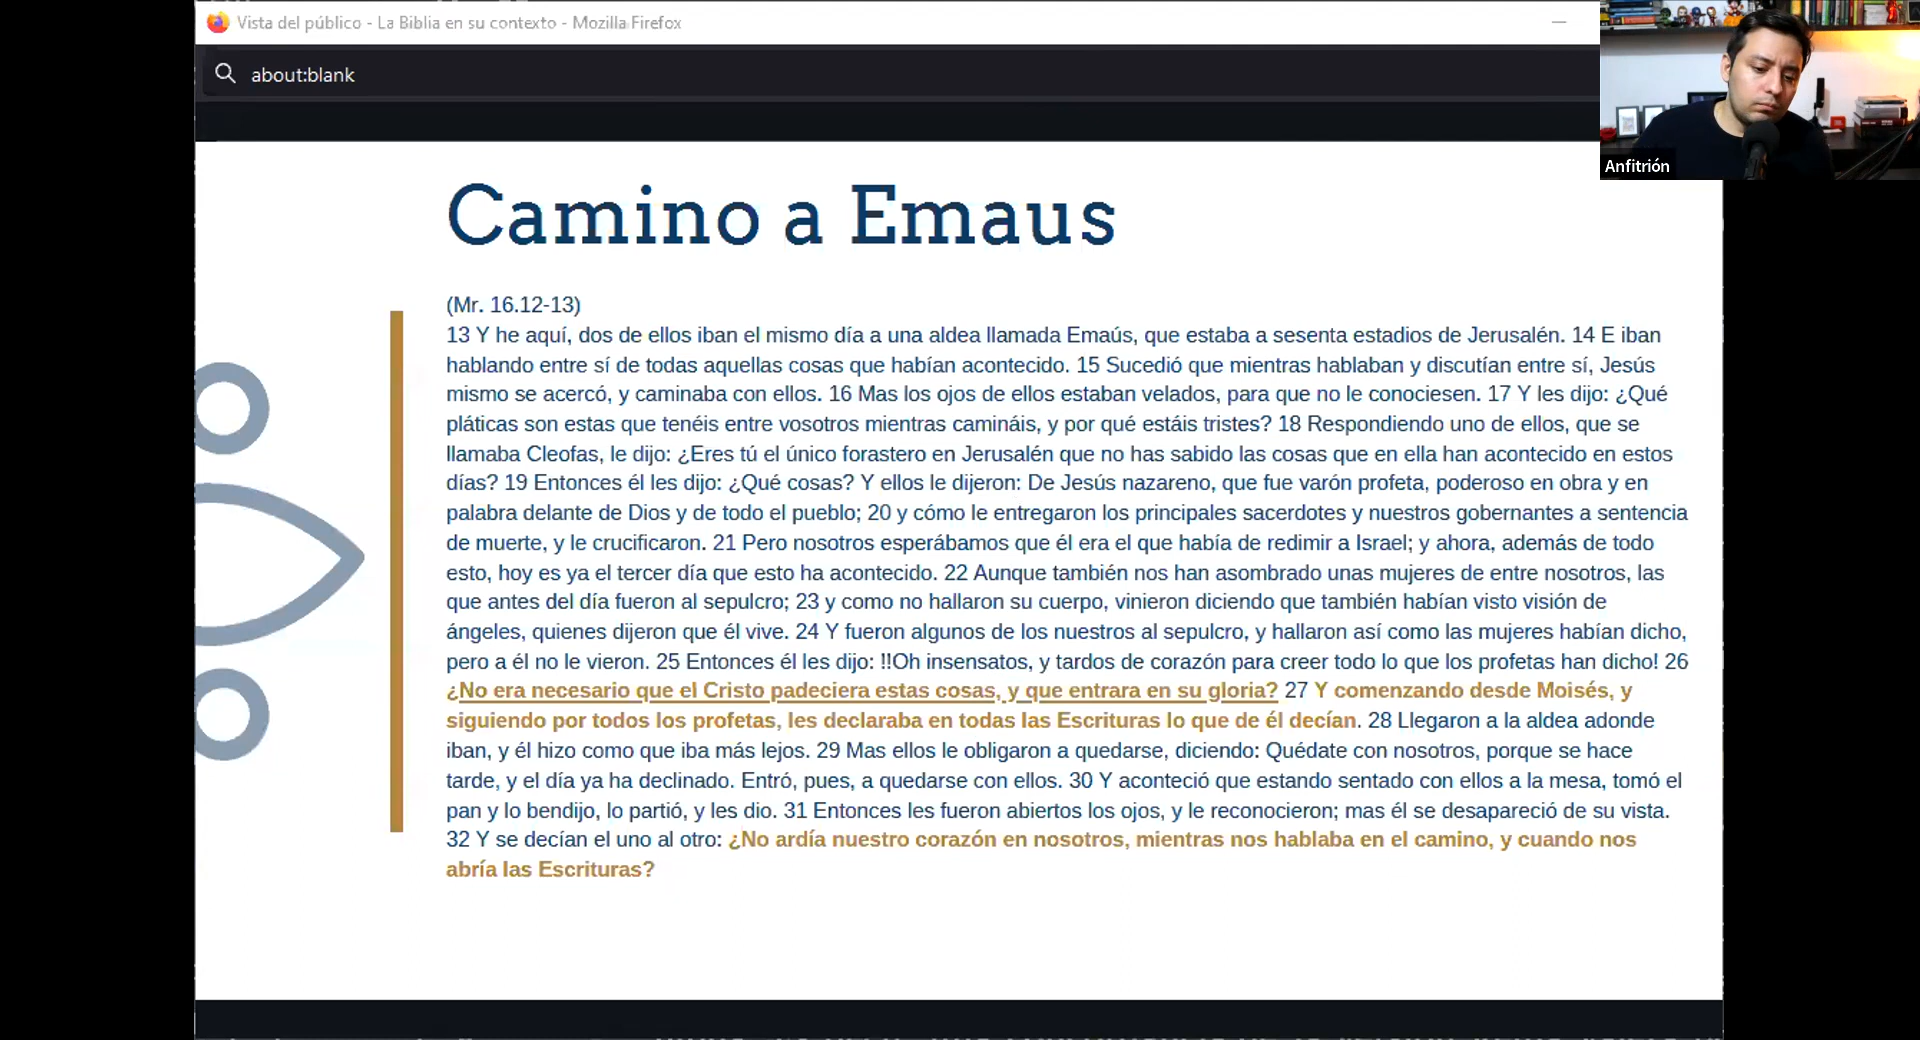 Vista del público - La Biblia en su contexto - Mozilla Firefox
about:blank
Anfitrión
Camino a Emaus
(Mr. 16.12-13)
13 Y he aquí, dos de ellos iban el mismo día a una aldea llamada Emaús, que estaba a sesenta estadios de Jerusalén. 14 E iban
hablando entre sí de todas aquellas cosas que habían acontecido. 15 Sucedió que mientras hablaban y discutían entre sí, Jesús
mismo se acercó, y caminaba con ellos. 16 Mas los ojos de ellos estaban velados, para que no le conociesen. 17 Y les dijo: ¿Qué
pláticas son estas que tenéis entre vosotros mientras camináis, y por qué estáis tristes? 18 Respondiendo uno de ellos, que se
llamaba Cleofas, le dijo: ¿Eres tú el único forastero en Jerusalén que no has sabido las cosas que en ella han acontecido en estos
días? 19 Entonces él les dijo: ¿Qué cosas? Y ellos le dijeron: De Jesús nazareno, que fue varón profeta, poderoso en obra y en
palabra delante de Dios y de todo el pueblo; 20 y cómo le entregaron los principales sacerdotes y nuestros gobernantes a sentencia
de muerte, y le crucificaron. 21 Pero nosotros esperábamos que él era el que había de redimir a Israel; y ahora, además de todo
esto, hoy es ya el tercer día que esto ha acontecido. 22 Aunque también nos han asombrado unas mujeres de entre nosotros, las
que antes del día fueron al sepulcro; 23 y como no hallaron su cuerpo, vinieron diciendo que también habían visto visión de
ángeles, quienes dijeron que él vive. 24 Y fueron algunos de los nuestros al sepulcro, y hallaron así como las mujeres habían dicho,
pero a él no le vieron. 25 Entonces él les dijo: !!Oh insensatos, y tardos de corazón para creer todo lo que los profetas han dicho! 26
¿No era necesario que el Cristo padeciera estas cosas, y que entrara en su gloria? 27 Y comenzando desde Moisés, y
siguiendo por todos los profetas, les declaraba en todas las Escrituras lo que de él decían. 28 Llegaron a la aldea adonde
iban, y él hizo como que iba más lejos. 29 Mas ellos le obligaron a quedarse, diciendo: Quédate con nosotros, porque se hace
tarde, y el día ya ha declinado. Entró, pues, a quedarse con ellos. 30 Y aconteció que estando sentado con ellos a la mesa, tomó el
pan y lo bendijo, lo partió, y les dio. 31 Entonces les fueron abiertos los ojos, y le reconocieron; mas él se desapareció de su vista.
32 Y se decían el uno al otro: ¿No ardía nuestro corazón en nosotros, mientras nos hablaba en el camino, y cuando nos
abría las Escrituras?